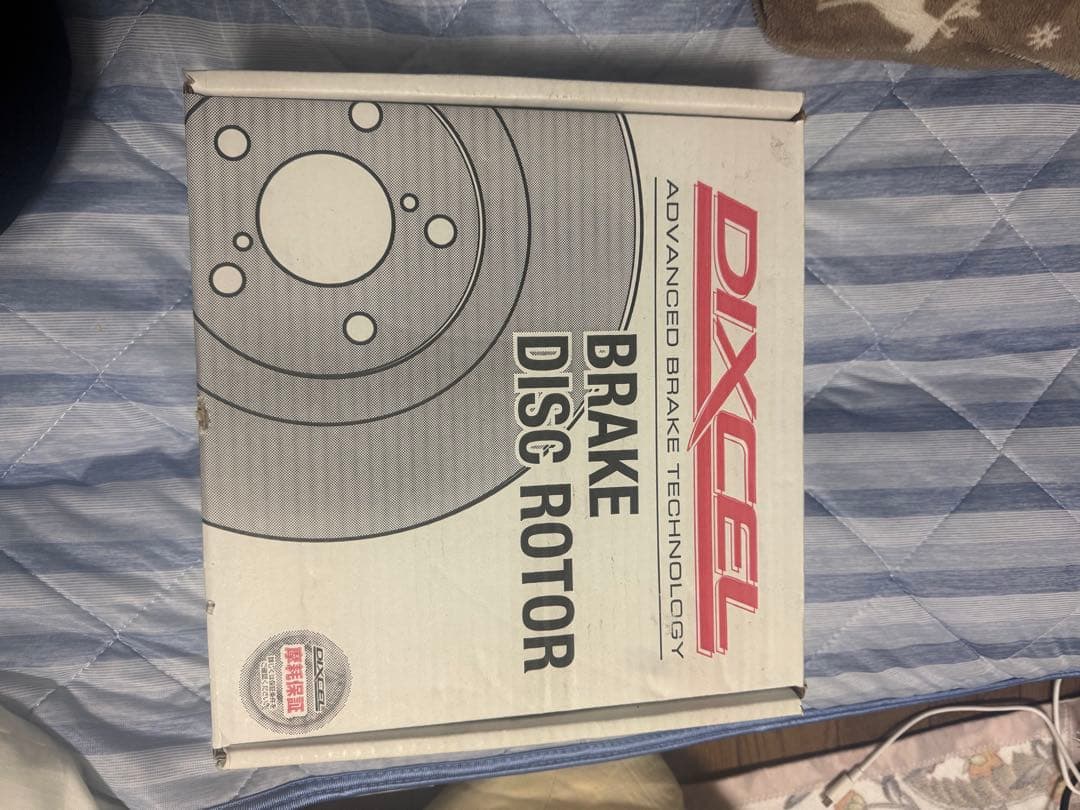 DIXCEL
ADVANCED BRAKE TECHNOLOGY
BRAKE
DISC ROTOR
DIXCEL
摩耗保証